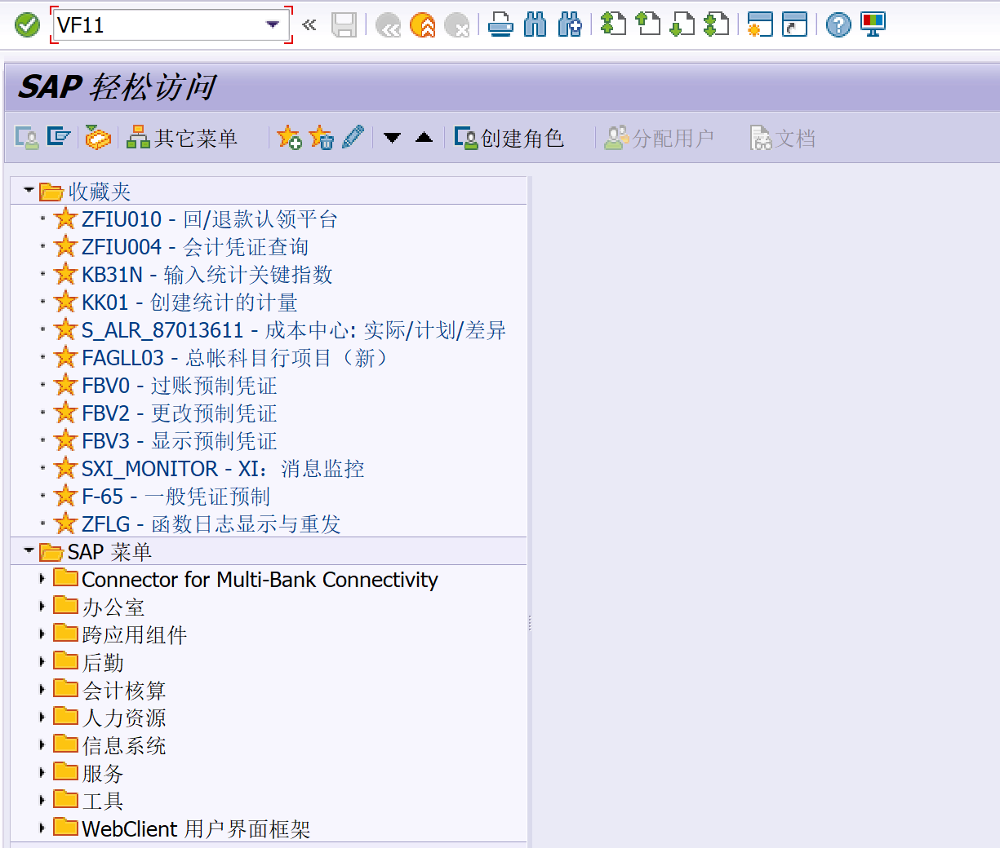 VF11
SAP 轻松访问
其它菜单 创建角色 分配用户 文档
收藏夹
ZFIU010 - 回/退款认领平台
ZFIU004 - 会计凭证查询
KB31N - 输入统计关键指数
KK01 - 创建统计的计量
S_ALR_87013611 - 成本中心: 实际/计划/差异
FAGLL03 - 总帐科目行项目（新）
FBV0 - 过账预制凭证
FBV2 - 更改预制凭证
FBV3 - 显示预制凭证
SXI_MONITOR - XI：消息监控
F-65 - 一般凭证预制
ZFLG - 函数日志显示与重发
SAP 菜单
Connector for Multi-Bank Connectivity
办公室
跨应用组件
后勤
会计核算
人力资源
信息系统
服务
工具
WebClient 用户界面框架